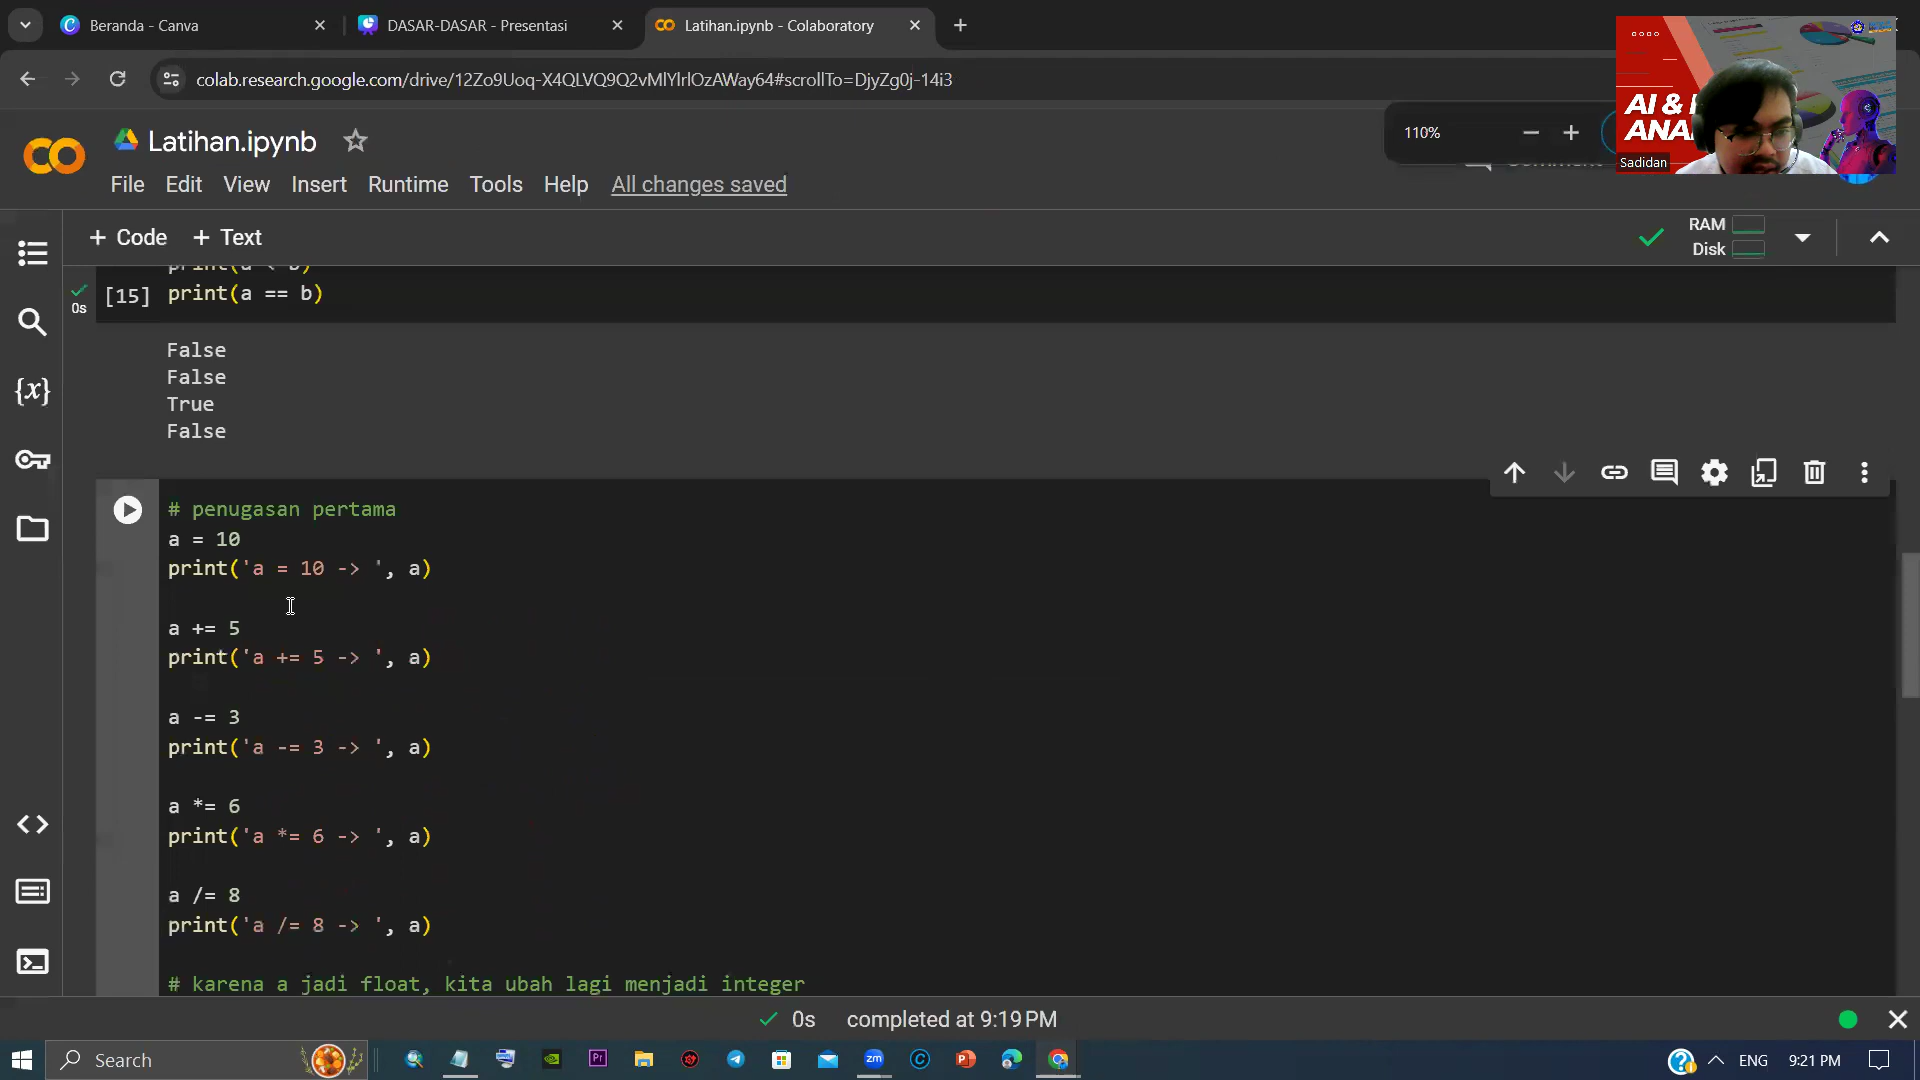 Beranda - Canva
DASAR-DASAR - Presentasi
Latihan.ipynb - Colaboratory
colab.research.google.com/drive/12Zo9Uoq-X4QLVQ9Q2vMlYlrlOzAWay64#scrollTo=DjyZg0j-14i3
110%
AI &
ANA
Sadidan
Latihan.ipynb
File Edit View Insert Runtime Tools Help All changes saved
+ Code + Text
RAM
Disk
print(a < b)
[15] print(a == b)
0s
False
False
True
False
# penugasan pertama
a = 10
print('a = 10 -> ', a)
a += 5
print('a += 5 -> ', a)
a -= 3
print('a -= 3 -> ', a)
a *= 6
print('a *= 6 -> ', a)
a /= 8
print('a /= 8 -> ', a)
# karena a jadi float, kita ubah lagi menjadi integer
0s completed at 9:19 PM
Search
ENG 9:21 PM